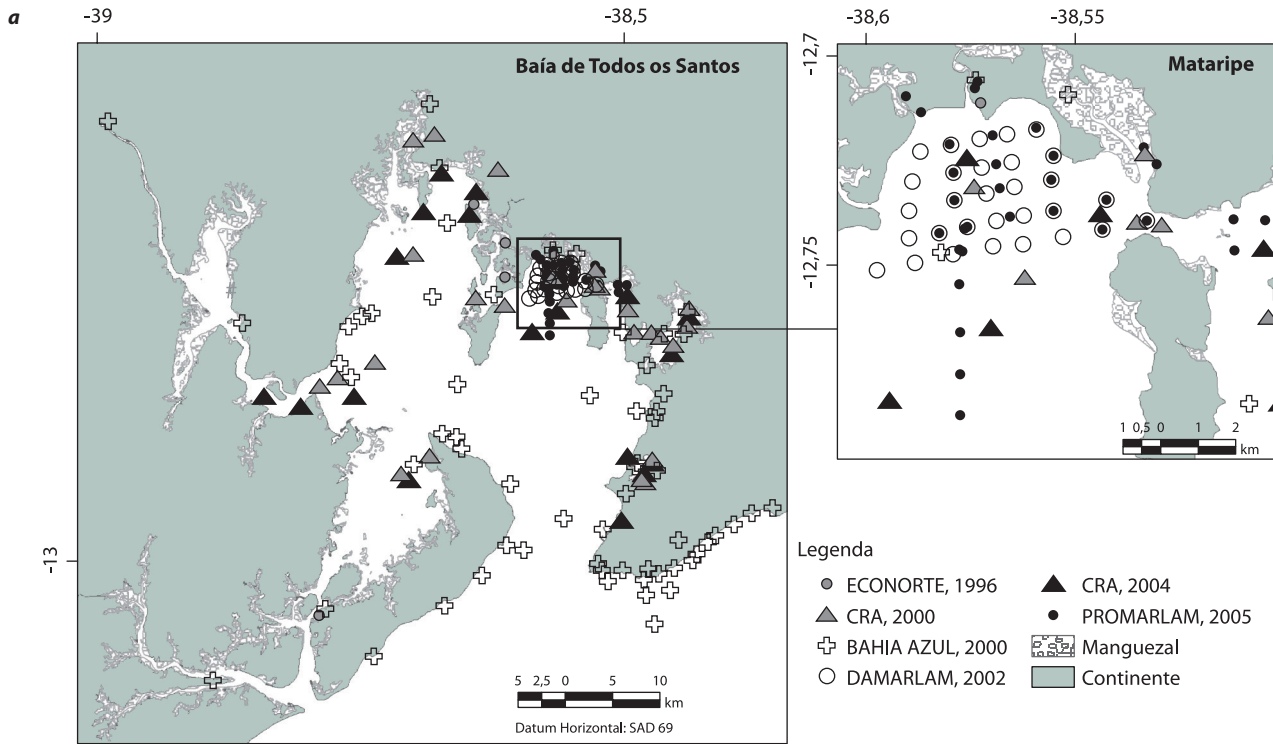 a
-39
-38,5
-13
Baía de Todos os Santos
5 2,5 0 5 10
km
Datum Horizontal: SAD 69
-38,6
-38,55
-12,7
-12,75
Mataripe
1 0,5 0 1 2
km
Legenda
ECONORTE, 1996
CRA, 2000
BAHIA AZUL, 2000
DAMARLAM, 2002
CRA, 2004
PROMARLAM, 2005
Manguezal
Continente